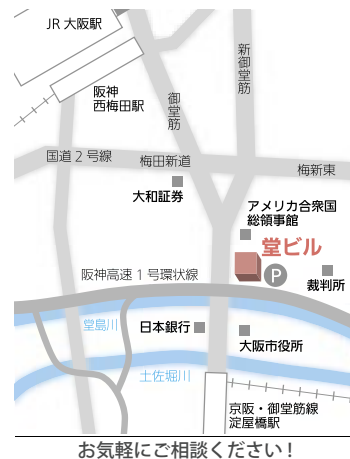 JR 大阪駅
新御堂筋
阪神
西梅田駅
御堂筋
国道2号線
梅田新道
梅新東
大和証券
アメリカ合衆国
総領事館
堂ビル
P
阪神高速1号環状線
裁判所
堂島川
日本銀行
大阪市役所
土佐堀川
京阪・御堂筋線
淀屋橋駅
お気軽にご相談ください!